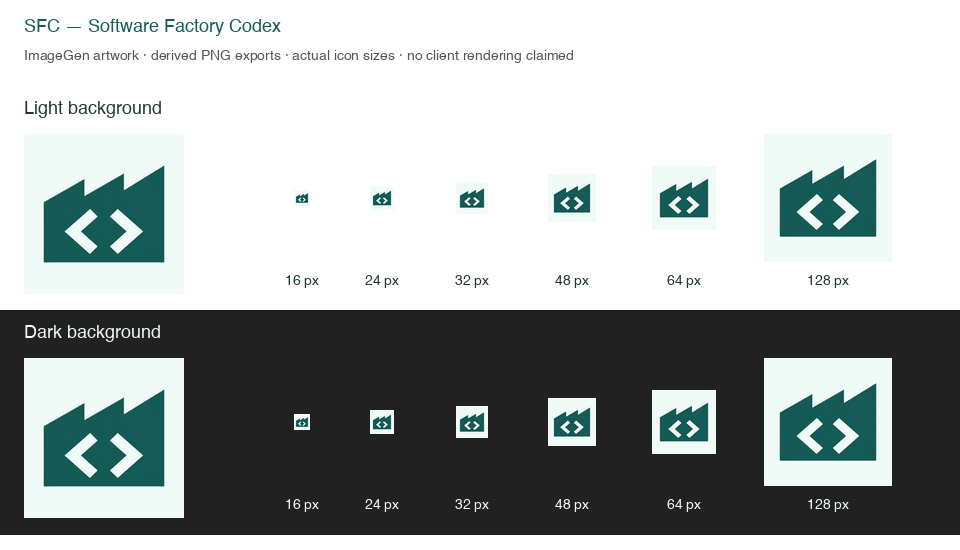 SFC — Software Factory Codex
ImageGen artwork · derived PNG exports · actual icon sizes · no client rendering claimed
Light background
16 px 24 px 32 px 48 px 64 px 128 px
Dark background
16 px 24 px 32 px 48 px 64 px 128 px